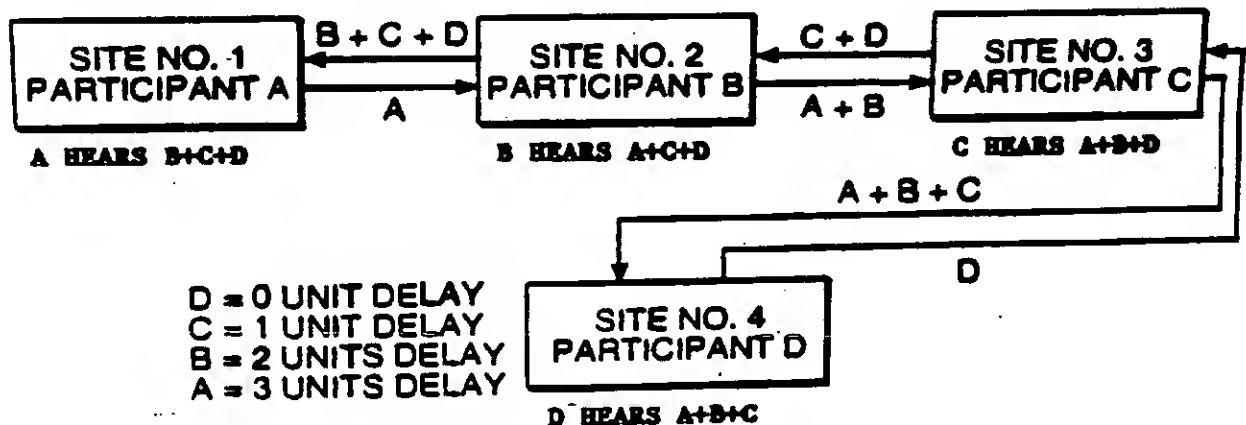 B + C + D
C + D
SITE NO. 1
PARTICIPANT A
SITE NO. 2
PARTICIPANT B
SITE NO. 3
PARTICIPANT C
A
A + B
A HEARS B+C+D
B HEARS A+C+D
C HEARS A+B+D
A + B + C
D
D = 0 UNIT DELAY
C = 1 UNIT DELAY
B = 2 UNITS DELAY
A = 3 UNITS DELAY
SITE NO. 4
PARTICIPANT D
D HEARS A+B+C